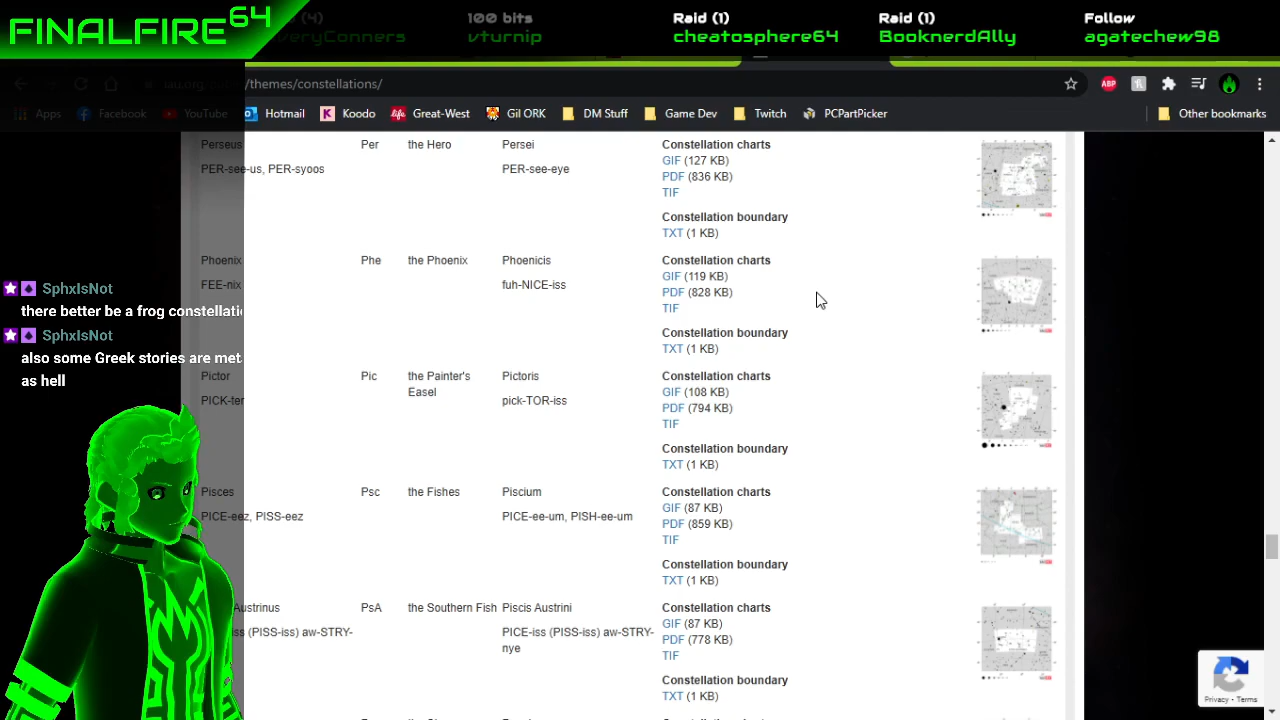 FINALFIRE64
(4)
eryConners
100 bits
vturnip
Raid (1)
cheatosphere64
Raid (1)
BooknerdAlly
Follow
agatechew98
/themes/constellations/
Apps
Facebook
YouTube
Hotmail
Koodo
Great-West
Gil ORK
DM Stuff
Game Dev
Twitch
PCPartPicker
Other bookmarks
Perseus
Per
the Hero
Persei
Constellation charts
PER-see-us, PER-syoos
PER-see-eye
GIF (127 KB)
PDF (836 KB)
TIF
Constellation boundary
TXT (1 KB)
Phoenix
Phe
the Phoenix
Phoenicis
Constellation charts
FEE-nix
fuh-NICE-iss
GIF (119 KB)
PDF (828 KB)
TIF
Constellation boundary
TXT (1 KB)
SphxIsNot
there better be a frog constellati
SphxIsNot
also some Greek stories are met
as hell
Pictor
Pic
the Painter's
Easel
Pictoris
Constellation charts
PICK-ter
pick-TOR-iss
GIF (108 KB)
PDF (794 KB)
TIF
Constellation boundary
TXT (1 KB)
Pisces
Psc
the Fishes
Piscium
Constellation charts
PICE-eez, PISS-eez
PICE-ee-um, PISH-ee-um
GIF (87 KB)
PDF (859 KB)
TIF
Constellation boundary
TXT (1 KB)
Austrinus
PsA
the Southern Fish
Piscis Austrini
Constellation charts
iss (PISS-iss) aw-STRY-
PICE-iss (PISS-iss) aw-STRY-
nye
GIF (87 KB)
PDF (778 KB)
TIF
Constellation boundary
TXT (1 KB)
Privacy - Terms